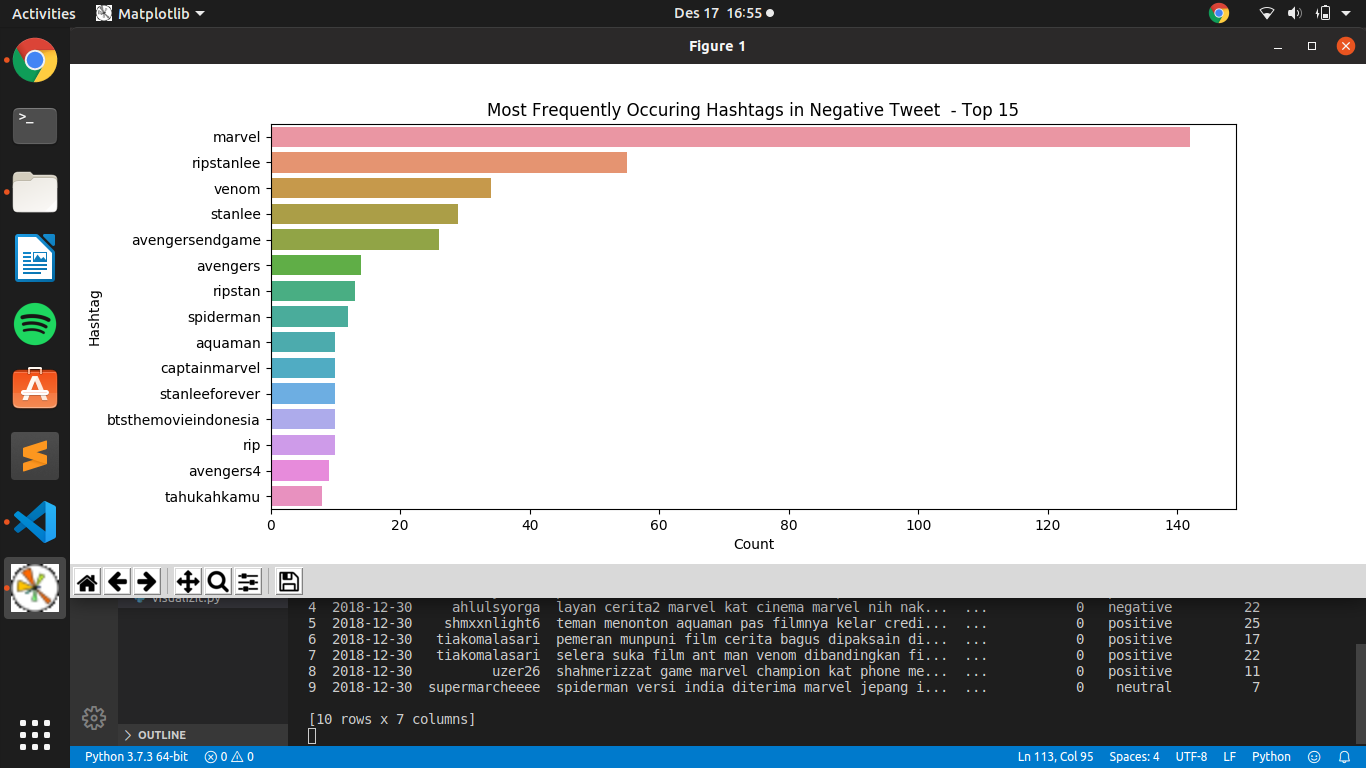 Activities Matplotlib Des 17 16:55
Figure 1
Most Frequently Occuring Hashtags in Negative Tweet - Top 15
marvel
ripstanlee
venom
stanlee
avengersendgame
avengers
ripstan
spiderman
aquaman
captainmarvel
stanleeforever
btsthemovieindonesia
rip
avengers4
tahukahkamu
Hashtag
0 20 40 60 80 100 120 140
Count
4 2018-12-30 ahlulsyorga layan cerita2 marvel kat cinema marvel nih nak... ... 0 negative 22
5 2018-12-30 shmxxnlight6 teman menonton aquaman pas filmnya kelar credi... ... 0 positive 25
6 2018-12-30 tiakomalasari pemeran munpuni film cerita bagus dipaksain di... ... 0 positive 17
7 2018-12-30 tiakomalasari selera suka film ant man venom dibandingkan fi... ... 0 positive 22
8 2018-12-30 uzer26 shahmerizzat game marvel champion kat phone me... ... 0 positive 11
9 2018-12-30 supermarcheeee spiderman versi india diterima marvel jepang i... ... 0 neutral 7
[10 rows x 7 columns]
OUTLINE
Python 3.7.3 64-bit 0 0 Ln 113, Col 95 Spaces: 4 UTF-8 LF Python